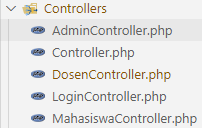 Controllers
AdminController.php
Controller.php
DosenController.php
LoginController.php
MahasiswaController.php